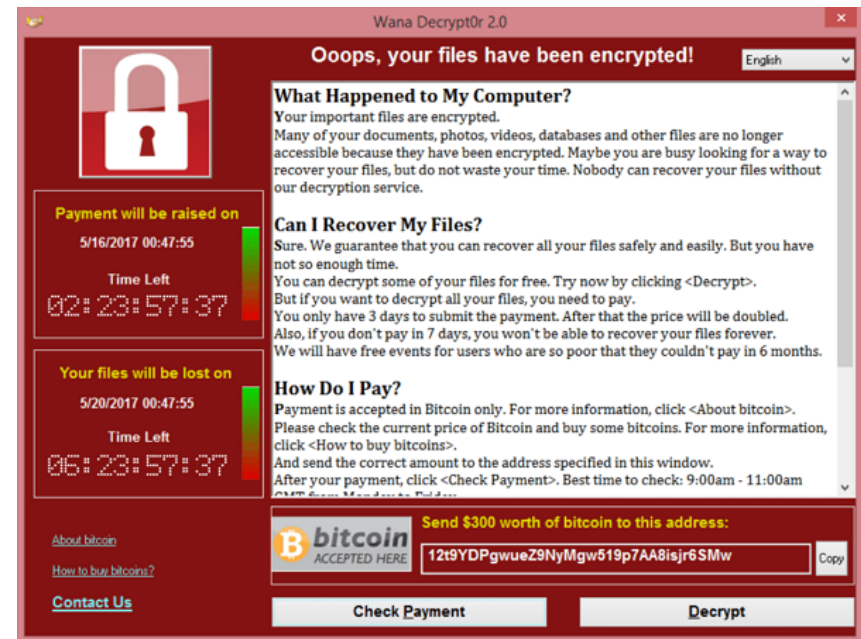 Wana Decrypt0r 2.0
Ooops, your files have been encrypted!
English
Payment will be raised on
5/16/2017 00:47:55
Time Left
02:23:57:37
Your files will be lost on
5/20/2017 00:47:55
Time Left
06:23:57:37
About bitcoin
How to buy bitcoins?
Contact Us
What Happened to My Computer?
Your important files are encrypted.
Many of your documents, photos, videos, databases and other files are no longer
accessible because they have been encrypted. Maybe you are busy looking for a way to
recover your files, but do not waste your time. Nobody can recover your files without
our decryption service.
Can I Recover My Files?
Sure. We guarantee that you can recover all your files safely and easily. But you have
not so enough time.
You can decrypt some of your files for free. Try now by clicking <Decrypt>.
But if you want to decrypt all your files, you need to pay.
You only have 3 days to submit the payment. After that the price will be doubled.
Also, if you don't pay in 7 days, you won't be able to recover your files forever.
We will have free events for users who are so poor that they couldn't pay in 6 months.
How Do I Pay?
Payment is accepted in Bitcoin only. For more information, click <About bitcoin>.
Please check the current price of Bitcoin and buy some bitcoins. For more information,
click <How to buy bitcoins>.
And send the correct amount to the address specified in this window.
After your payment, click <Check Payment>. Best time to check: 9:00am - 11:00am
GMT from Monday to Friday
bitcoin
ACCEPTED HERE
Send $300 worth of bitcoin to this address:
12t9YDPgwueZ9NyMgw519p7AA8isjr6SMw
Copy
Check Payment
Decrypt